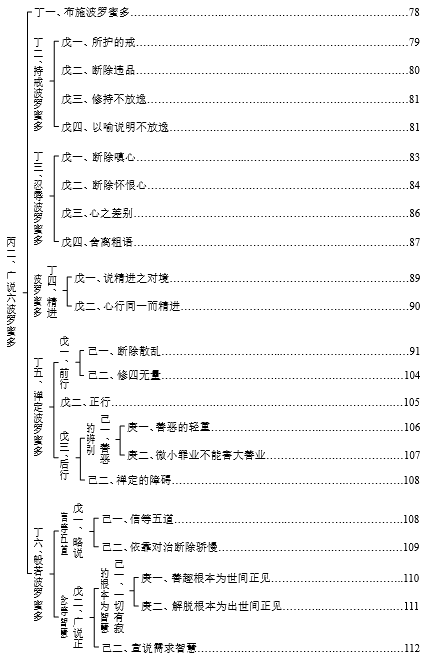 丙二、广说六波罗蜜多
丁一、布施波罗蜜多 78
丁二、持戒波罗蜜多
戊一、所护的戒 79
戊二、断除违品 80
戊三、修持不放逸 81
戊四、以喻说明不放逸 81
丁三、忍辱波罗蜜多
戊一、断除嗔心 83
戊二、断除怀恨心 84
戊三、心之差别 86
戊四、舍离粗语 87
丁四、精进波罗蜜多
戊一、说精进之对境 89
戊二、心行同一而精进 90
丁五、禅定波罗蜜多
戊一、前行
己一、断除散乱 91
己二、修四无量 104
戊二、正行 105
戊三、后行
己一、善恶的辨别
庚一、善恶的轻重 106
庚二、微小罪业不能害大善业 107
己二、禅定的障碍 108
丁六、般若波罗蜜多
戊一、略说信等五道
己一、信等五道 108
己二、依靠对治断除骄慢 109
戊二、广说正等智慧
己一、一切有寂的根本为智慧
庚一、善趣根本为世间正见 110
庚二、解脱根本为出世间正见 111
己二、宣说需求智慧 112